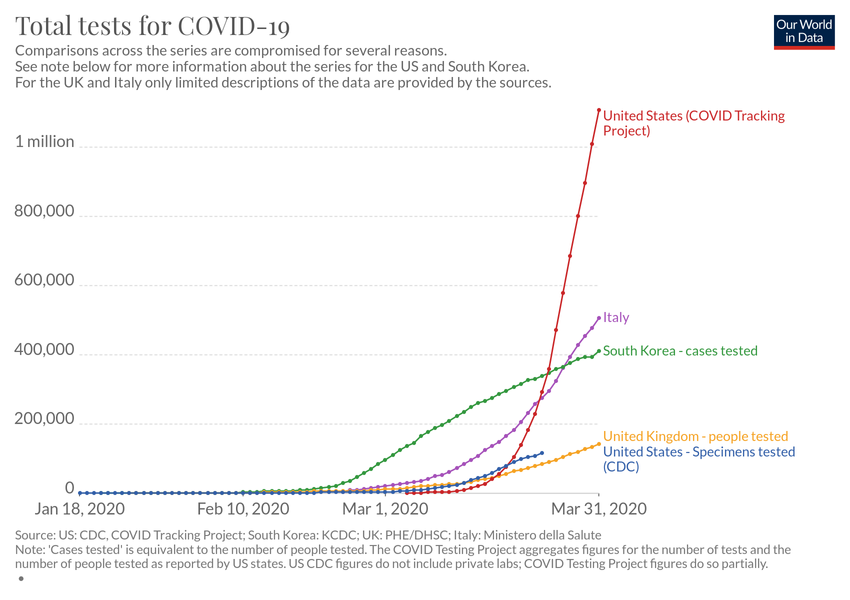 Total tests for COVID-19
Our World
in Data
Comparisons across the series are compromised for several reasons.
See note below for more information about the series for the US and South Korea.
For the UK and Italy only limited descriptions of the data are provided by the sources.
United States (COVID Tracking
Project)
1 million
800,000
600,000
Italy
400,000
South Korea - cases tested
200,000
United Kingdom - people tested
United States - Specimens tested
(CDC)
0
Jan 18, 2020
Feb 10, 2020
Mar 1, 2020
Mar 31, 2020
Source: US: CDC, COVID Tracking Project; South Korea: KCDC; UK: PHE/DHSC; Italy: Ministero della Salute
Note: 'Cases tested' is equivalent to the number of people tested. The COVID Testing Project aggregates figures for the number of tests and the
number of people tested as reported by US states. US CDC figures do not include private labs; COVID Testing Project figures do so partially.